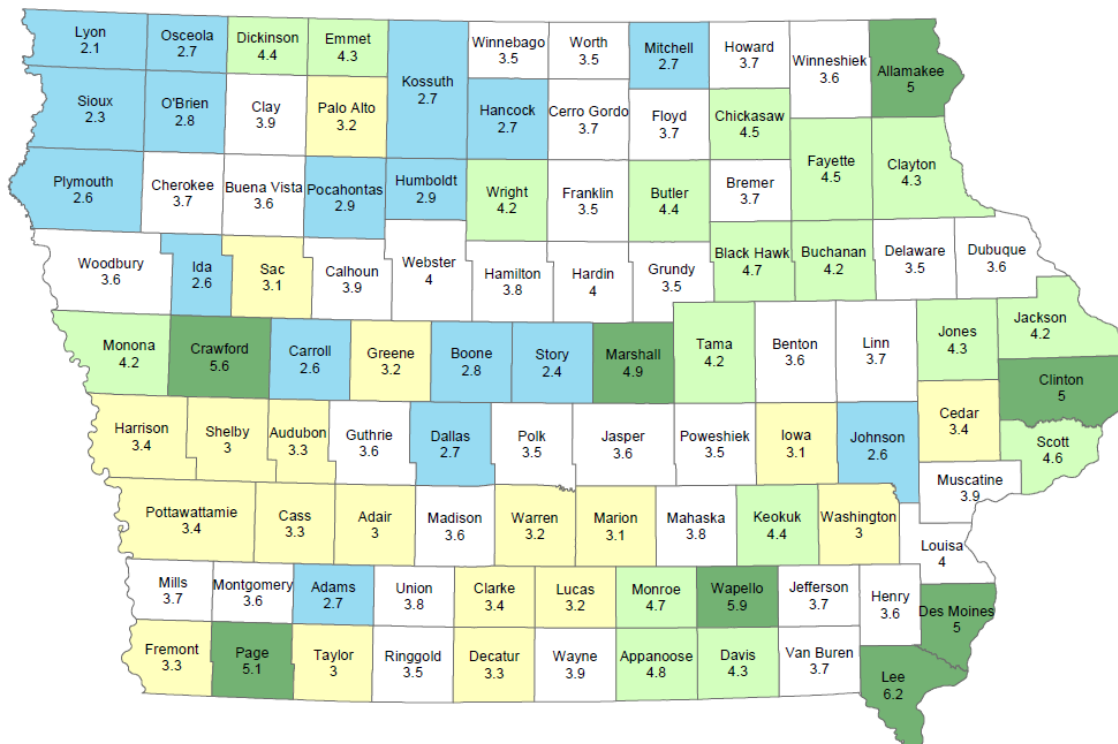 Lyon
2.1
Osceola
2.7
Dickinson
4.4
Emmet
4.3
Kossuth
2.7
Winnebago
3.5
Worth
3.5
Mitchell
2.7
Howard
3.7
Winneshiek
3.6
Allamakee
5
Sioux
2.3
O'Brien
2.8
Clay
3.9
Palo Alto
3.2
Hancock
2.7
Cerro Gordo
3.7
Floyd
3.7
Chickasaw
4.5
Plymouth
2.6
Cherokee
3.7
Buena Vista
3.6
Pocahontas
2.9
Humboldt
2.9
Wright
4.2
Franklin
3.5
Butler
4.4
Bremer
3.7
Fayette
4.5
Clayton
4.3
Woodbury
3.6
Ida
2.6
Sac
3.1
Calhoun
3.9
Webster
4
Hamilton
3.8
Hardin
4
Grundy
3.5
Black Hawk
4.7
Buchanan
4.2
Delaware
3.5
Dubuque
3.6
Monona
4.2
Crawford
5.6
Carroll
2.6
Greene
3.2
Boone
2.8
Story
2.4
Marshall
4.9
Tama
4.2
Benton
3.6
Linn
3.7
Jones
4.3
Jackson
4.2
Clinton
5
Harrison
3.4
Shelby
3
Audubon
3.3
Guthrie
3.6
Dallas
2.7
Polk
3.5
Jasper
3.6
Poweshiek
3.5
Iowa
3.1
Johnson
2.6
Cedar
3.4
Scott
4.6
Muscatine
3.9
Pottawattamie
3.4
Cass
3.3
Adair
3
Madison
3.6
Warren
3.2
Marion
3.1
Mahaska
3.8
Keokuk
4.4
Washington
3
Louisa
4
Mills
3.7
Montgomery
3.6
Adams
2.7
Union
3.8
Clarke
3.4
Lucas
3.2
Monroe
4.7
Wapello
5.9
Jefferson
3.7
Henry
3.6
Des Moines
5
Fremont
3.3
Page
5.1
Taylor
3
Ringgold
3.5
Decatur
3.3
Wayne
3.9
Appanoose
4.8
Davis
4.3
Van Buren
3.7
Lee
6.2